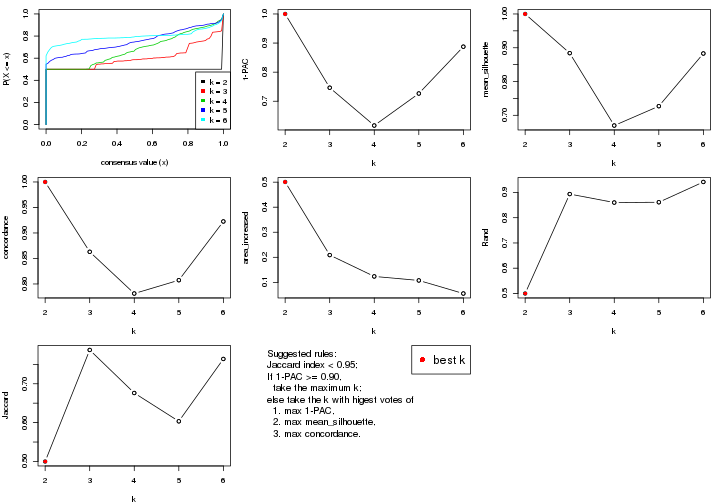 P(X <= x)
0.0 0.2 0.4 0.6 0.8 1.0
k = 2
k = 3
k = 4
k = 5
k = 6
0.0 0.2 0.4 0.6 0.8 1.0
consensus value (x)
1-PAC
0.7 0.8 0.9 1.0
2 3 4 5 6
k
mean_silhouette
0.70 0.80 0.90 1.00
2 3 4 5 6
k
concordance
0.80 0.85 0.90 0.95 1.00
2 3 4 5 6
k
area_increased
0.1 0.2 0.3 0.4 0.5
2 3 4 5 6
k
Rand
0.5 0.6 0.7 0.8 0.9
2 3 4 5 6
k
Jaccard
0.50 0.60 0.70
2 3 4 5 6
k
Suggested rules:
Jaccard index < 0.95;
If 1-PAC >= 0.90,
take the maximum k;
else take the k with higest votes of
1. max 1-PAC,
2. max mean_silhouette,
3. max concordance.
best k